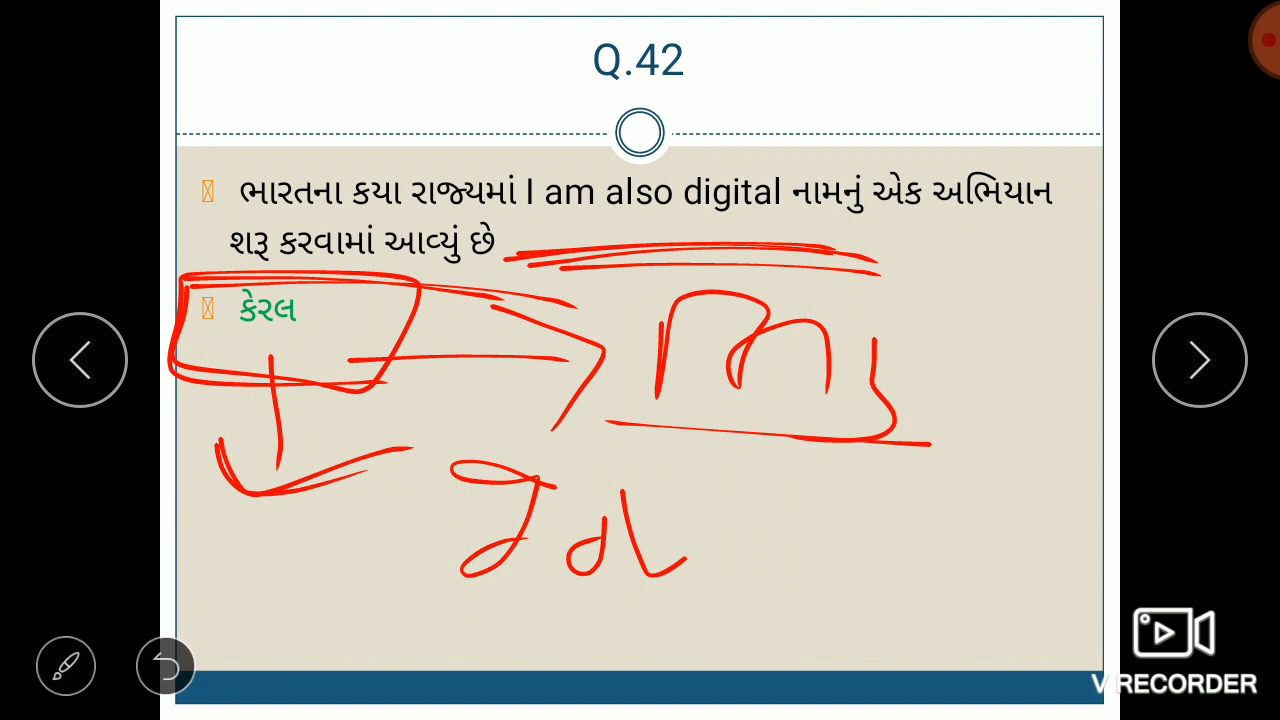 Q.42
ભારતના કયા રાજ્યમાં I am also digital નામનું એક અભિયાન
શરૂ કરવામાં આવ્યું છે
કેરલ
V RECORDER